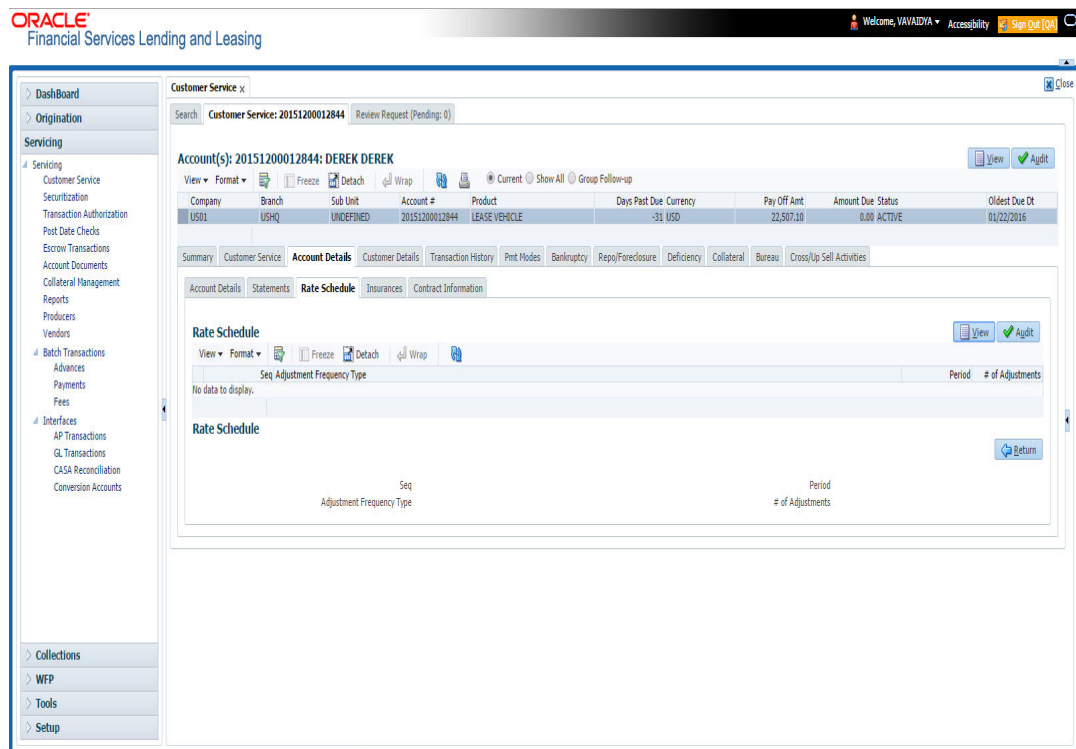 ORACLE
Financial Services Lending and Leasing
Welcome, VAVAIDYA Accessibility Sign Out [QA]
Close
DashBoard
Origination
Servicing
Servicing
Customer Service
Securitization
Transaction Authorization
Post Date Checks
Escrow Transactions
Account Documents
Collateral Management
Reports
Producers
Vendors
Batch Transactions
Advances
Payments
Fees
Interfaces
AP Transactions
GL Transactions
CASA Reconciliation
Conversion Accounts
Collections
WFP
Tools
Setup
Customer Service x
Search Customer Service: 20151200012844 Review Request (Pending: 0)
Account(s): 20151200012844: DEREK DEREK
View Audit
View Format Freeze Detach Wrap Current Show All Group Follow-up
Company Branch Sub Unit Account # Product Days Past Due Currency Pay Off Amt Amount Due Status Oldest Due Dt
US01 USHQ UNDEFINED 20151200012844 LEASE VEHICLE -31 USD 22,507.10 0.00 ACTIVE 01/22/2016
Summary Customer Service Account Details Customer Details Transaction History Pmt Modes Bankruptcy Repo/Foreclosure Deficiency Collateral Bureau Cross/Up Sell Activities
Account Details Statements Rate Schedule Insurances Contract Information
Rate Schedule
View Audit
View Format Freeze Detach Wrap
Seq Adjustment Frequency Type Period # of Adjustments
No data to display.
Rate Schedule
Return
Seq Period
Adjustment Frequency Type # of Adjustments